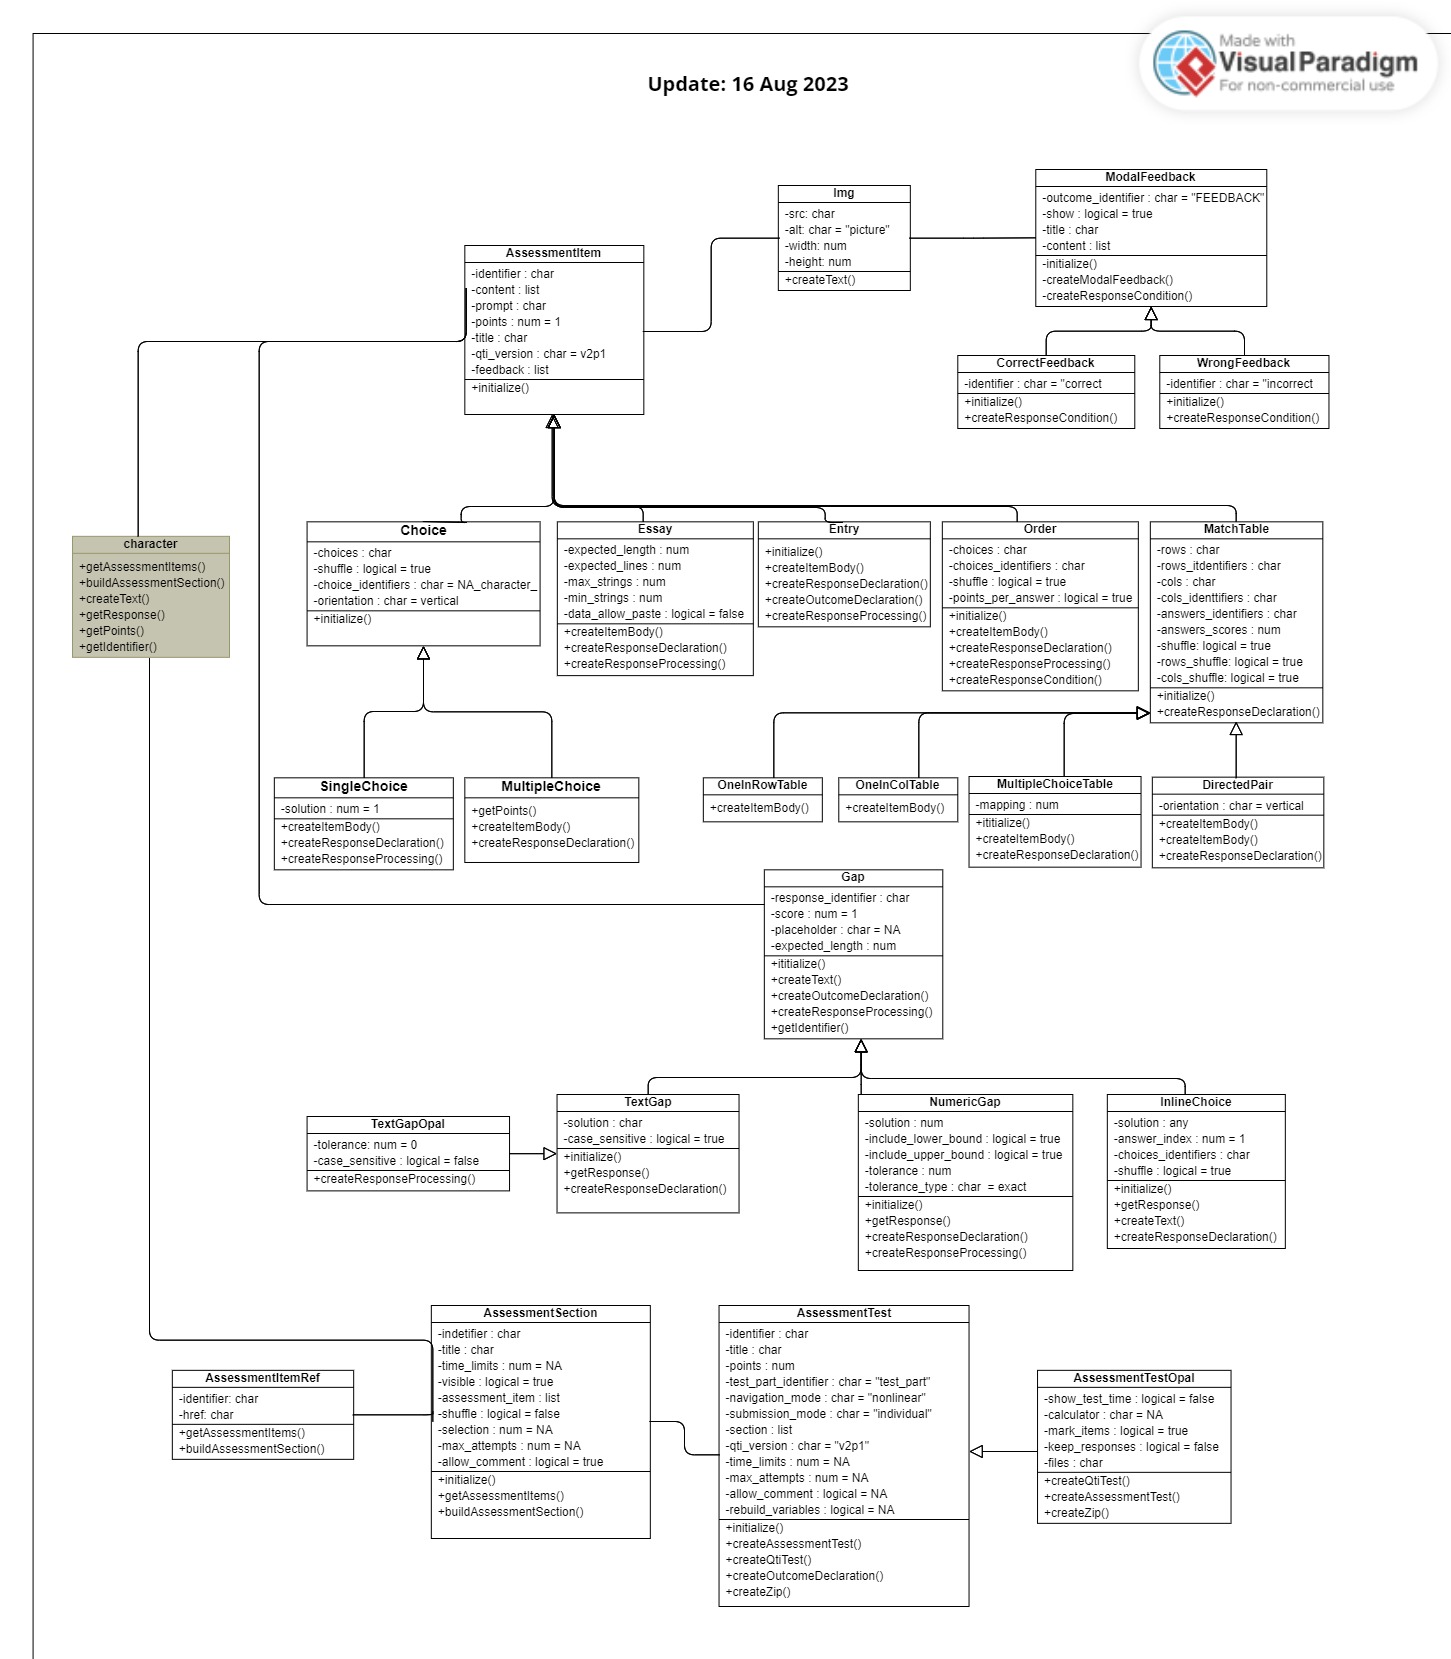 Made with
Visual Paradigm
For non-commercial use
Update: 16 Aug 2023
ModalFeedback
-outcome_identifier : char = "FEEDBACK"
-show : logical = true
-title : char
-content : list
-initialize()
-createModalFeedback()
-createResponseCondition()
Img
-src: char
-alt: char = "picture"
-width: num
-height: num
+createText()
AssessmentItem
-identifier : char
-content : list
-prompt : char
-points : num = 1
-title : char
-qti_version : char = v2p1
-feedback : list
+initialize()
CorrectFeedback
-identifier : char = "correct
+initialize()
+createResponseCondition()
WrongFeedback
-identifier : char = "incorrect
+initialize()
+createResponseCondition()
character
+getAssessmentItems()
+buildAssessmentSection()
+createText()
+getResponse()
+getPoints()
+getIdentifier()
Choice
-choices : char
-shuffle : logical = true
-choice_identifiers : char = NA_character_
-orientation : char = vertical
+initialize()
Essay
-expected_length : num
-expected_lines : num
-max_strings : num
-min_strings : num
-data_allow_paste : logical = false
+createItemBody()
+createResponseDeclaration()
+createResponseProcessing()
Entry
+initialize()
+createItemBody()
+createResponseDeclaration()
+createOutcomeDeclaration()
+createResponseProcessing()
Order
-choices : char
-choices_identifiers : char
-shuffle : logical = true
-points_per_answer : logical = true
+initialize()
+createItemBody()
+createResponseDeclaration()
+createResponseProcessing()
+createResponseCondition()
MatchTable
-rows : char
-rows_itdentifiers : char
-cols : char
-cols_identtifiers : char
-answers_identifiers : char
-answers_scores : num
-shuffle: logical = true
-rows_shuffle: logical = true
-cols_shuffle: logical = true
+initialize()
+createResponseDeclaration()
SingleChoice
-solution : num = 1
+createItemBody()
+createResponseDeclaration()
+createResponseProcessing()
MultipleChoice
+getPoints()
+createItemBody()
+createResponseDeclaration()
OneInRowTable
+createItemBody()
OneInColTable
+createItemBody()
MultipleChoiceTable
-mapping : num
+ititialize()
+createItemBody()
+createResponseDeclaration()
DirectedPair
-orientation : char = vertical
+createItemBody()
+createItemBody()
+createResponseDeclaration()
Gap
-response_identifier : char
-score : num = 1
-placeholder : char = NA
-expected_length : num
+ititialize()
+createText()
+createOutcomeDeclaration()
+createResponseProcessing()
+getIdentifier()
TextGapOpal
-tolerance: num = 0
-case_sensitive : logical = false
+createResponseProcessing()
TextGap
-solution : char
-case_sensitive : logical = true
+initialize()
+getResponse()
+createResponseDeclaration()
NumericGap
-solution : num
-include_lower_bound : logical = true
-include_upper_bound : logical = true
-tolerance : num
-tolerance_type : char  = exact
+initialize()
+getResponse()
+createResponseDeclaration()
+createResponseProcessing()
InlineChoice
-solution : any
-answer_index : num = 1
-choices_identifiers : char
-shuffle : logical = true
+initialize()
+getResponse()
+createText()
+createResponseDeclaration()
AssessmentItemRef
-identifier: char
-href: char
+getAssessmentItems()
+buildAssessmentSection()
AssessmentSection
-indetifier : char
-title : char
-time_limits : num = NA
-visible : logical = true
-assessment_item : list
-shuffle : logical = false
-selection : num = NA
-max_attempts : num = NA
-allow_comment : logical = true
+initialize()
+getAssessmentItems()
+buildAssessmentSection()
AssessmentTest
-identifier : char
-title : char
-points : num
-test_part_identifier : char = "test_part"
-navigation_mode : char = "nonlinear"
-submission_mode : char = "individual"
-section : list
-qti_version : char = "v2p1"
-time_limits : num = NA
-max_attempts : num = NA
-allow_comment : logical = NA
-rebuild_variables : logical = NA
+initialize()
+createAssessmentTest()
+createQtiTest()
+createOutcomeDeclaration()
+createZip()
AssessmentTestOpal
-show_test_time : logical = false
-calculator : char = NA
-mark_items : logical = true
-keep_responses : logical = false
-files : char
+createQtiTest()
+createAssessmentTest()
+createZip()